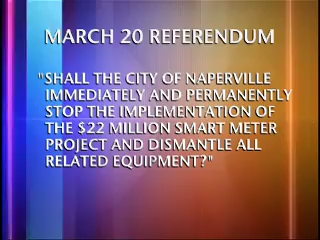 MARCH 20 REFERENDUM
"SHALL THE CITY OF NAPERVILLE
IMMEDIATELY AND PERMANENTLY
STOP THE IMPLEMENTATION OF
THE $22 MILLION SMART METER
PROJECT AND DISMANTLE ALL
RELATED EQUIPMENT?"